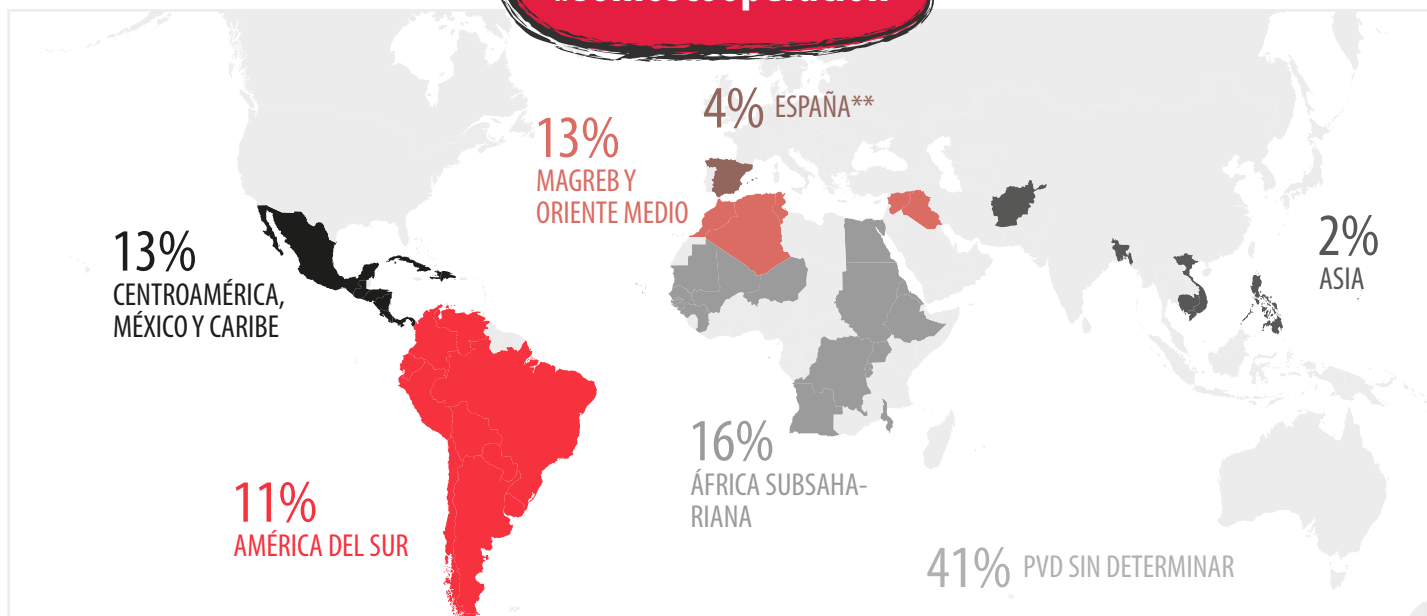 4% ESPAÑA**
13%
MAGREB Y
ORIENTE MEDIO
13%
CENTROAMÉRICA,
MÉXICO Y CARIBE
2%
ASIA
16%
ÁFRICA SUBSAHA-
RIANA
11%
AMÉRICA DEL SUR
41% PVD SIN DETERMINAR